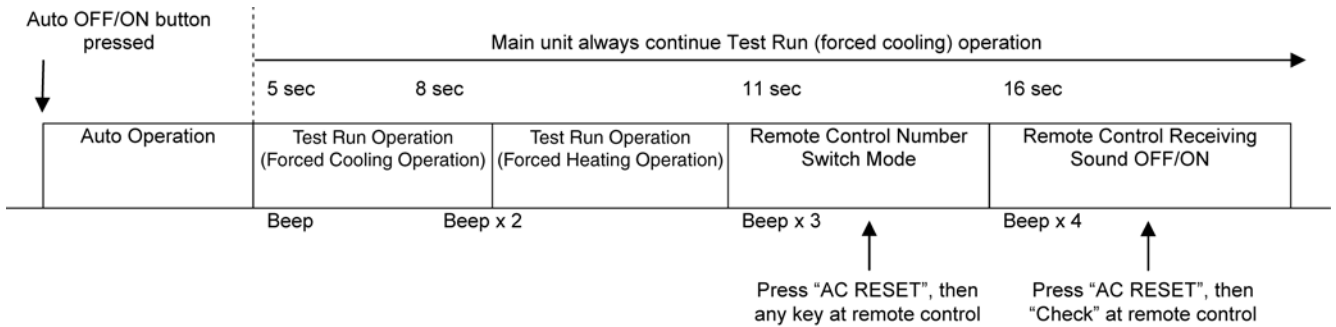 Auto OFF/ON button
pressed
Main unit always continue Test Run (forced cooling) operation
5 sec
8 sec
11 sec
16 sec
Auto Operation
Test Run Operation
(Forced Cooling Operation)
Test Run Operation
(Forced Heating Operation)
Remote Control Number
Switch Mode
Remote Control Receiving
Sound OFF/ON
Beep
Beep x 2
Beep x 3
Beep x 4
Press “AC RESET”, then
any key at remote control
Press “AC RESET”, then
“Check” at remote control